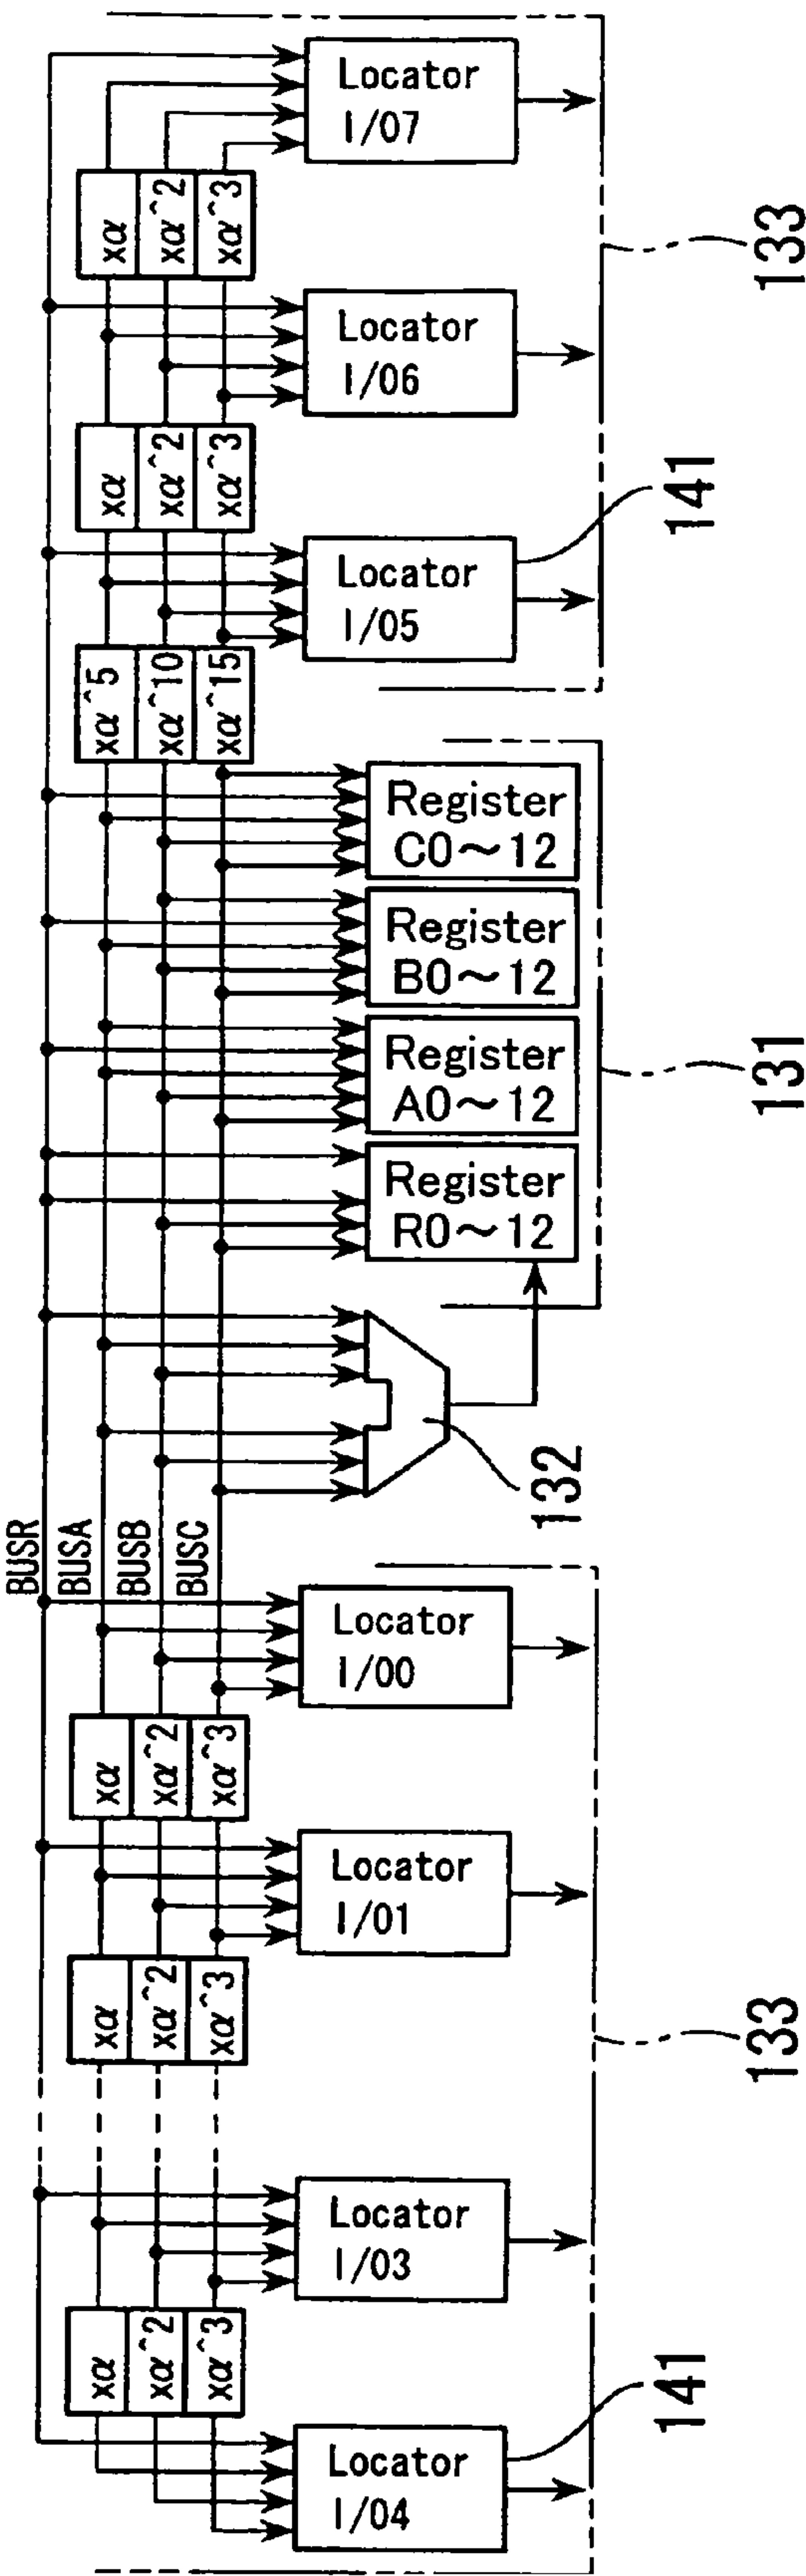 xα
xα^2
xα^3
Locator
I/07
xα
xα^2
xα^3
Locator
I/06
133
xα^5
xα^10
xα^15
Locator
I/05
141
Register
C0～12
Register
B0～12
Register
A0～12
Register
R0～12
131
132
BUSR
BUSA
BUSB
BUSC
Locator
I/00
xα
xα^2
xα^3
Locator
I/01
xα
xα^2
xα^3
133
Locator
I/03
xα
xα^2
xα^3
Locator
I/04
141